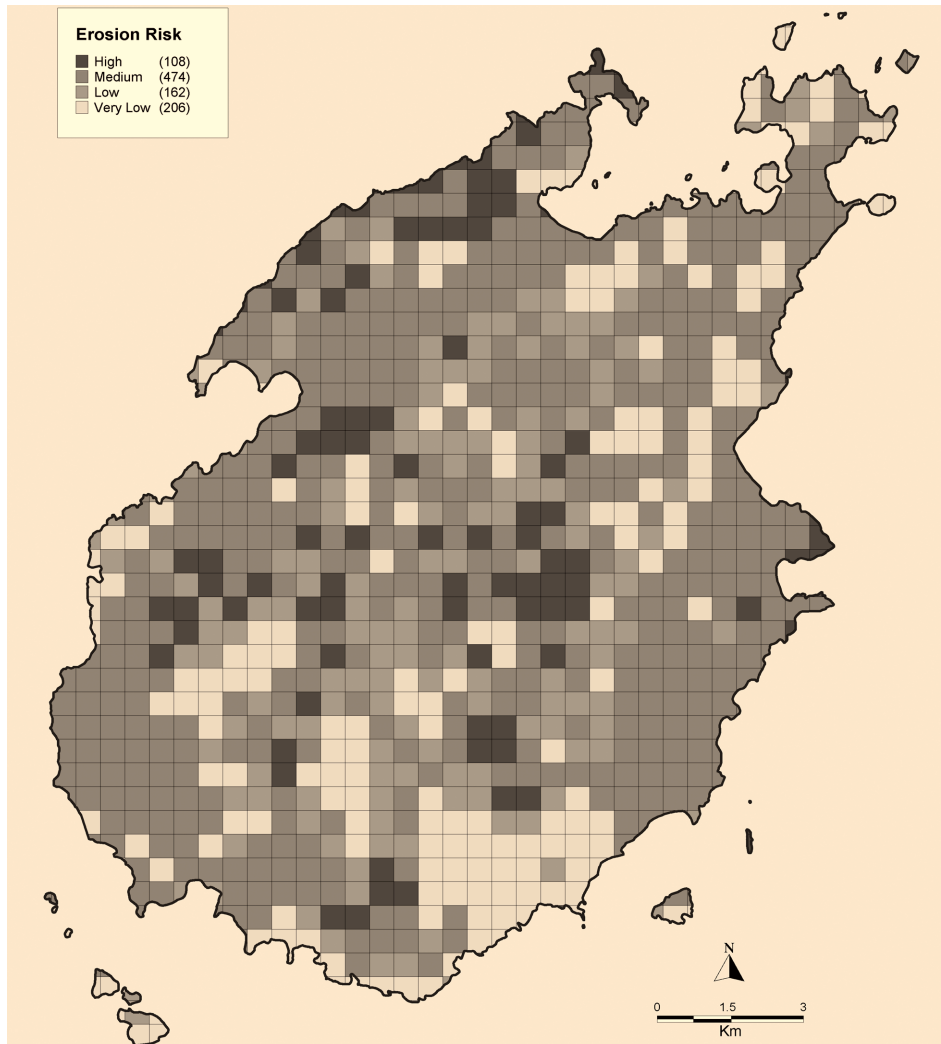 Erosion Risk
High (108)
Medium (474)
Low (162)
Very Low (206)
N
0 1.5 3
Km